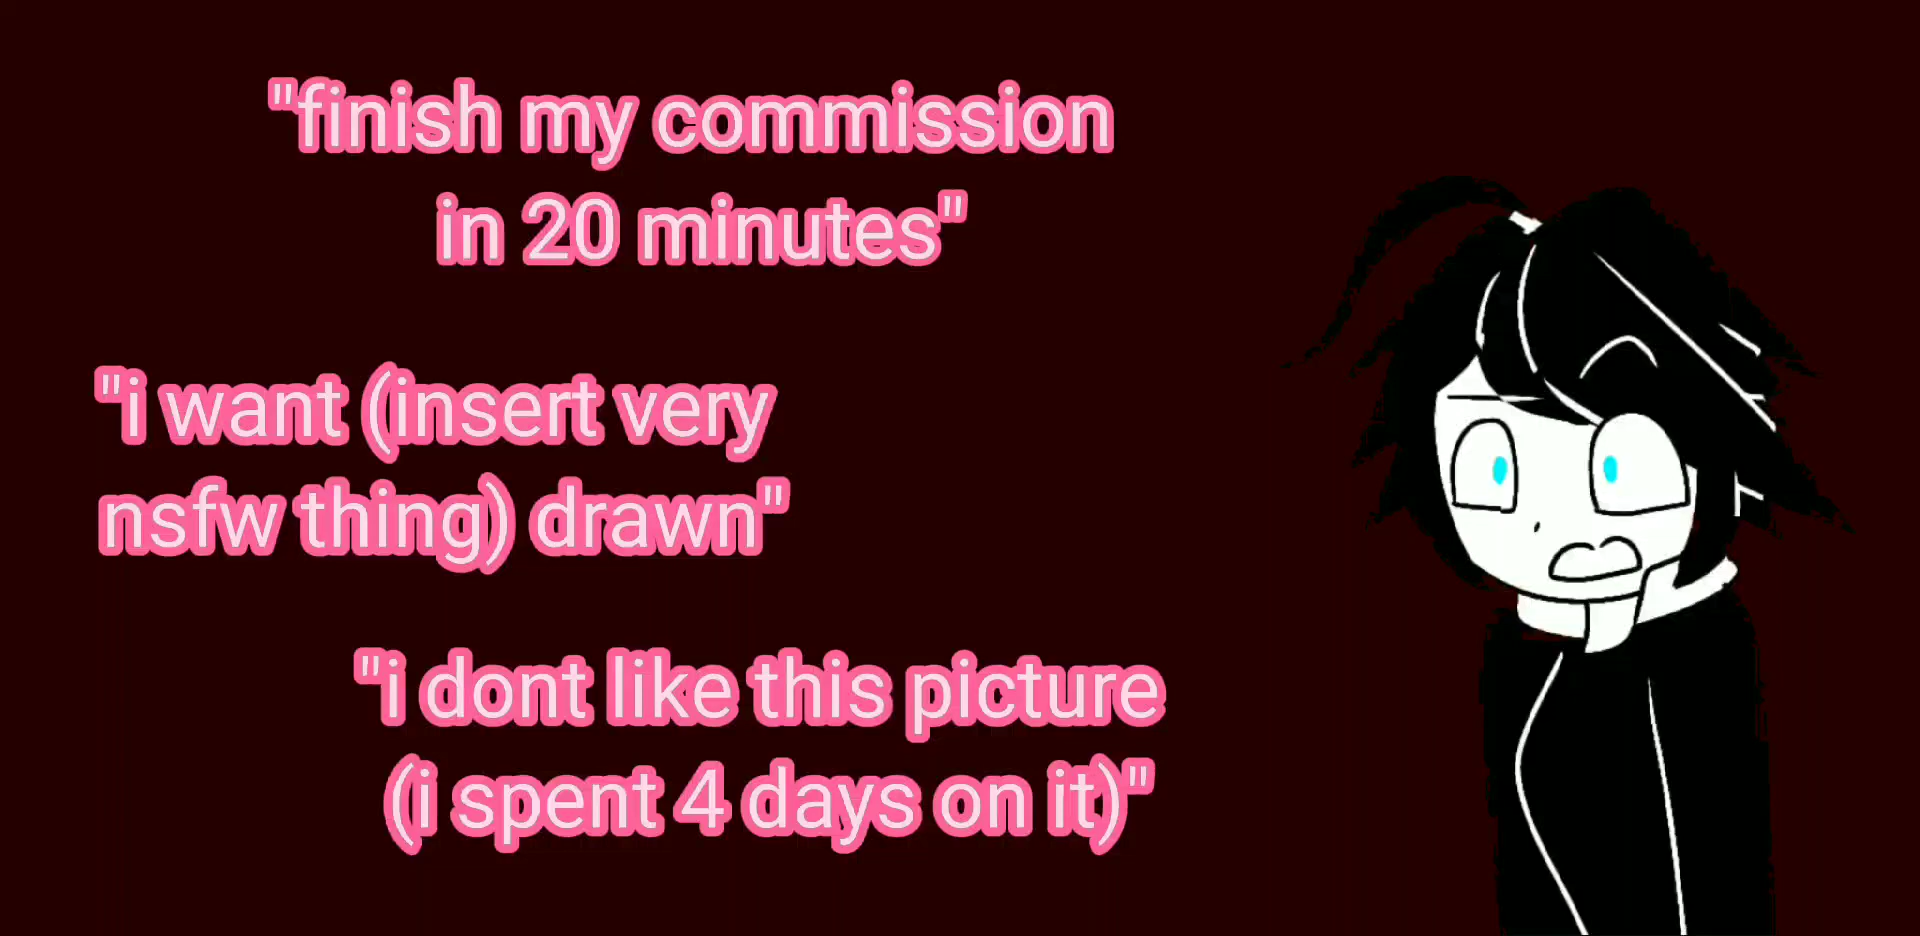 "finish my commission
in 20 minutes"
"i want (insert very
nsfw thing) drawn"
"i dont like this picture
(i spent 4 days on it)"